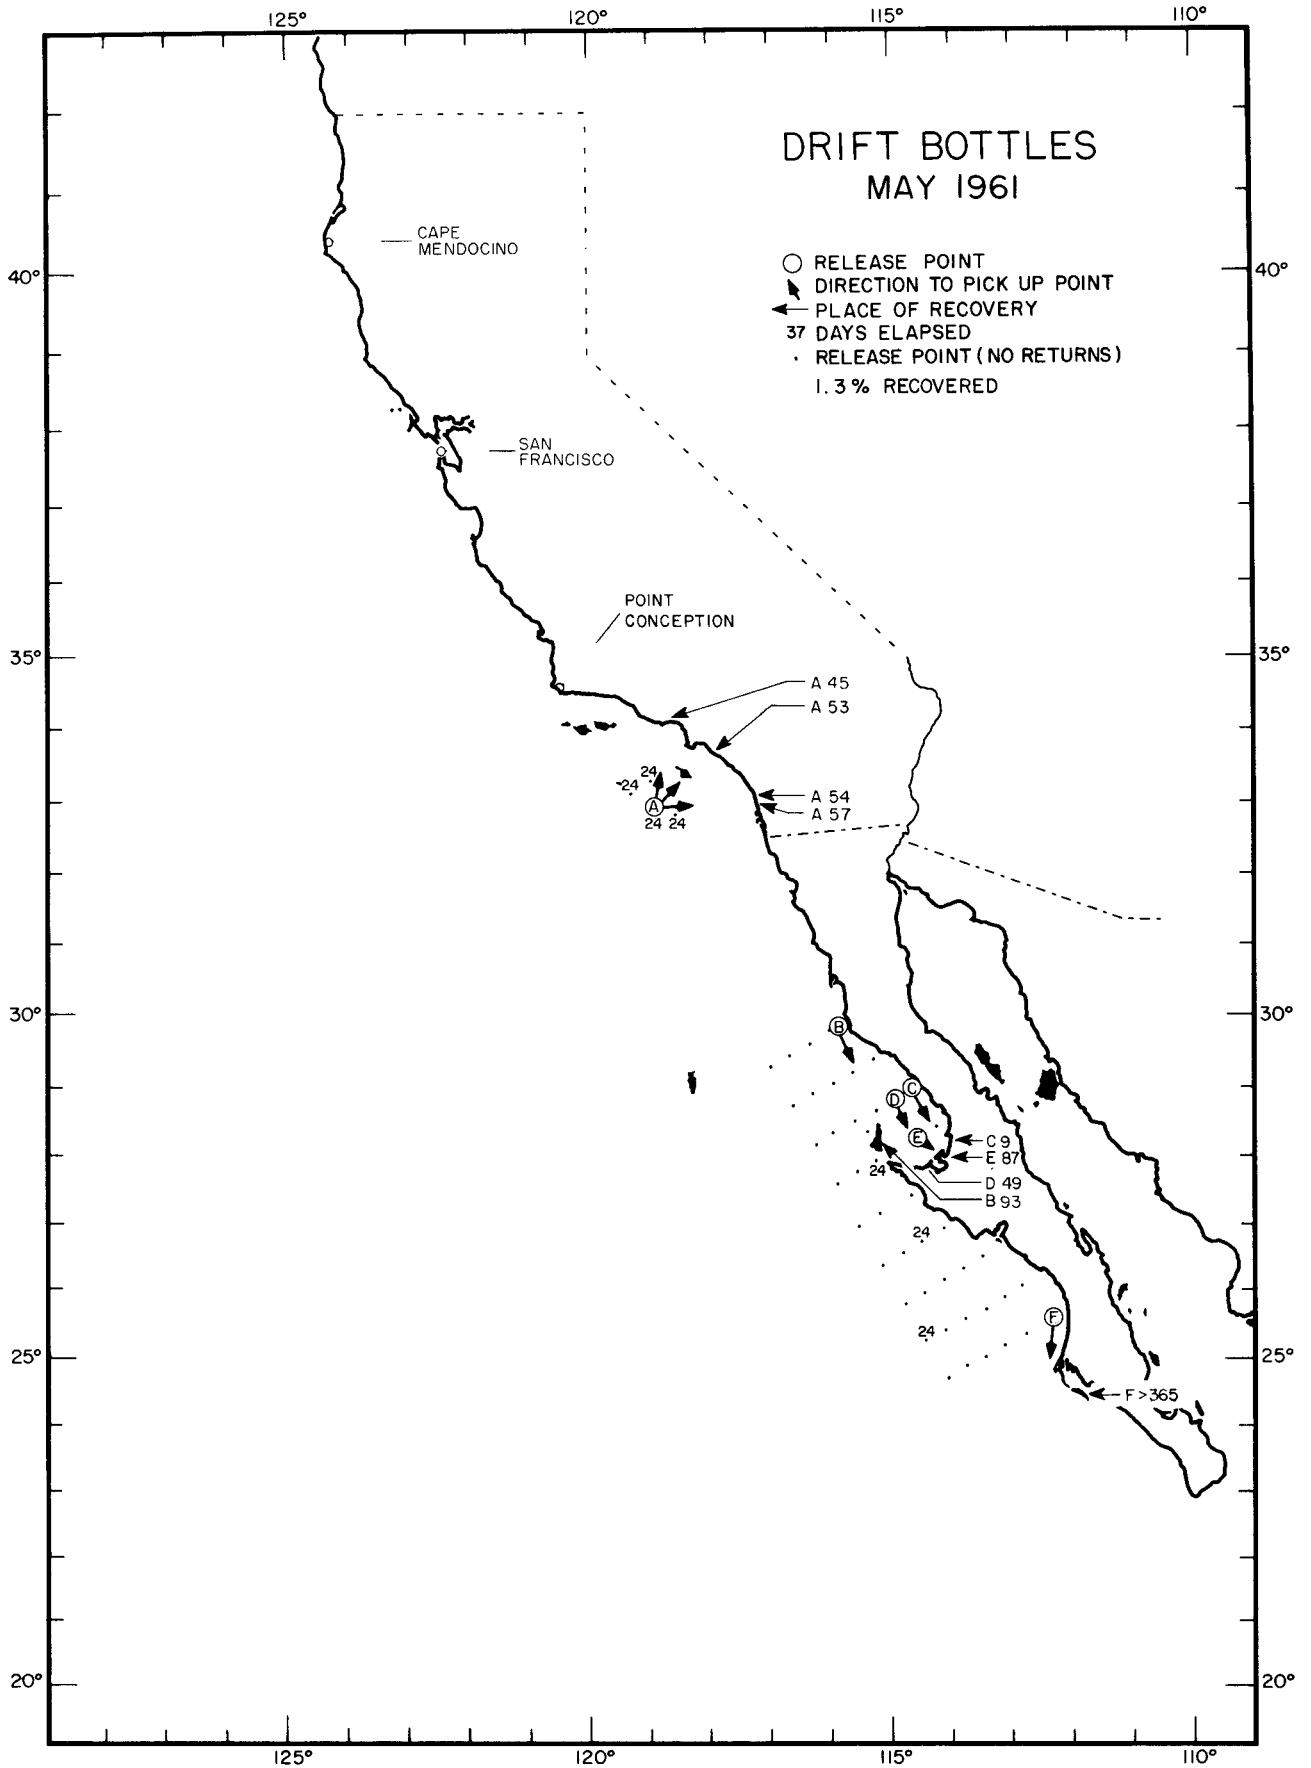 125°
120°
115°
110°
DRIFT BOTTLES
MAY 1961
CAPE
MENDOCINO
RELEASE POINT
40°
40°
DIRECTION TO PICK UP POINT
PLACE OF RECOVERY
37 DAYS ELAPSED
RELEASE POINT (NO RETURNS)
1.3% RECOVERED
SAN
FRANCISCO
POINT
CONCEPTION
35°
35°
A 45
A 53
24
24
A
A 54
A 57
24 24
30°
30°
B
C
D
E
C 9
E 87
24
D 49
B 93
24
F
24
25°
25°
F >365
20°
20°
125°
120°
115°
110°